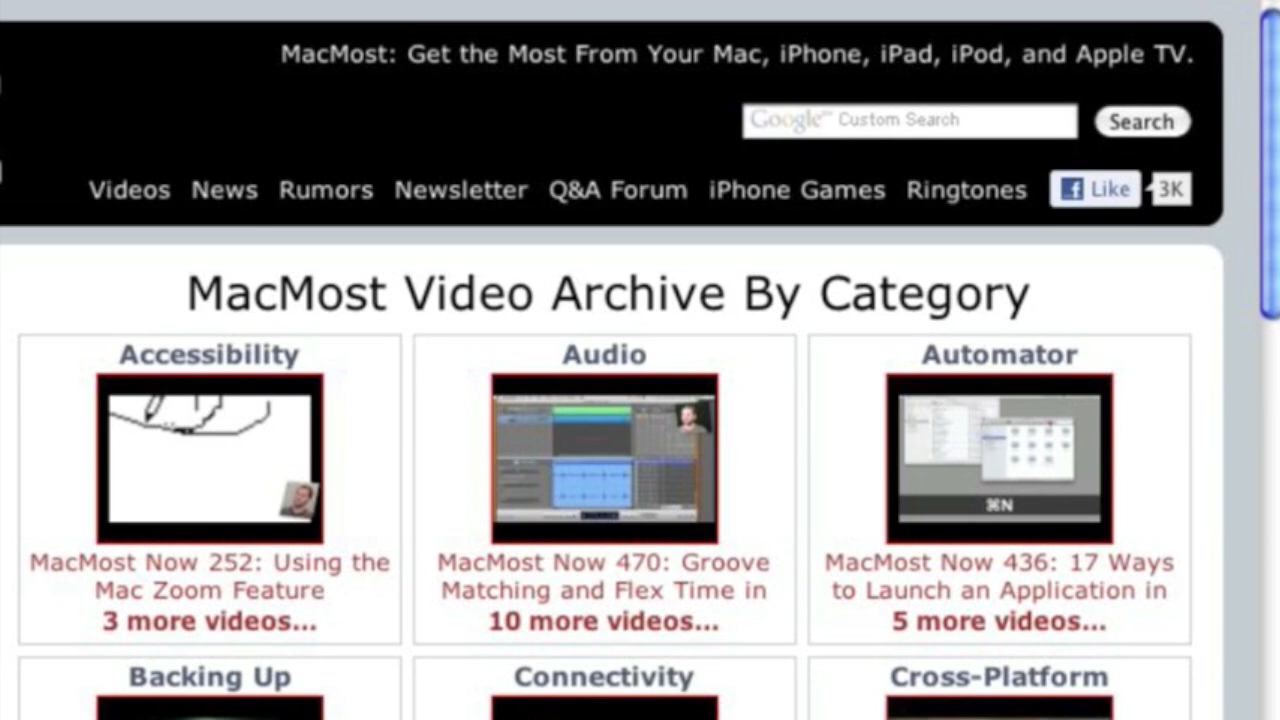 MacMost: Get the Most From Your Mac, iPhone, iPad, iPod, and Apple TV.
Google™ Custom Search
Search
Videos News Rumors Newsletter Q&A Forum iPhone Games Ringtones Like 3K
MacMost Video Archive By Category
Accessibility
MacMost Now 252: Using the
Mac Zoom Feature
3 more videos...
Audio
MacMost Now 470: Groove
Matching and Flex Time in
10 more videos...
Automator
⌘N
MacMost Now 436: 17 Ways
to Launch an Application in
5 more videos...
Backing Up
Connectivity
Cross-Platform